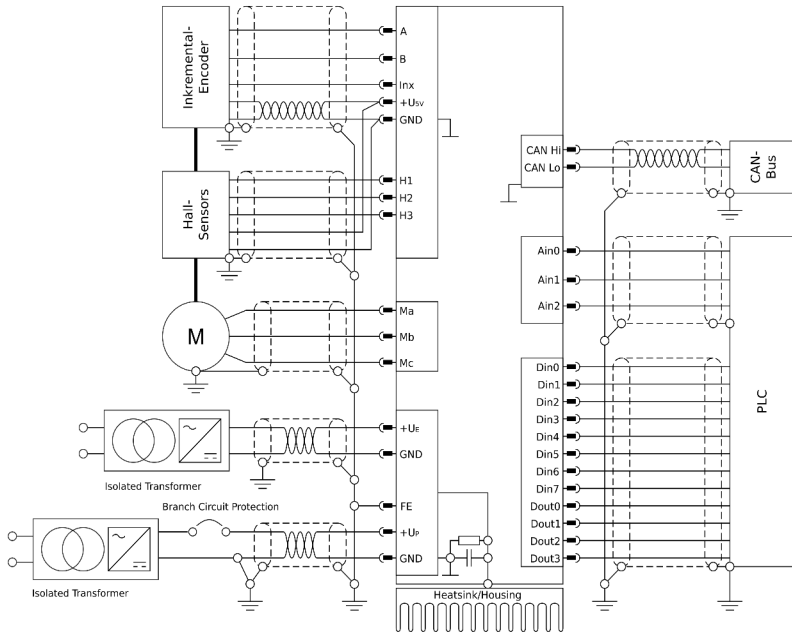 Inkremental-
Encoder
A
B
Inx
+U5V
GND
Hall-
Sensors
H1
H2
H3
M
Ma
Mb
Mc
+UE
GND
Isolated Transformer
Branch Circuit Protection
FE
+UP
GND
Isolated Transformer
Heatsink/Housing
CAN Hi
CAN Lo
CAN-
Bus
Ain0
Ain1
Ain2
Din0
Din1
Din2
Din3
Din4
Din5
Din6
Din7
Dout0
Dout1
Dout2
Dout3
PLC